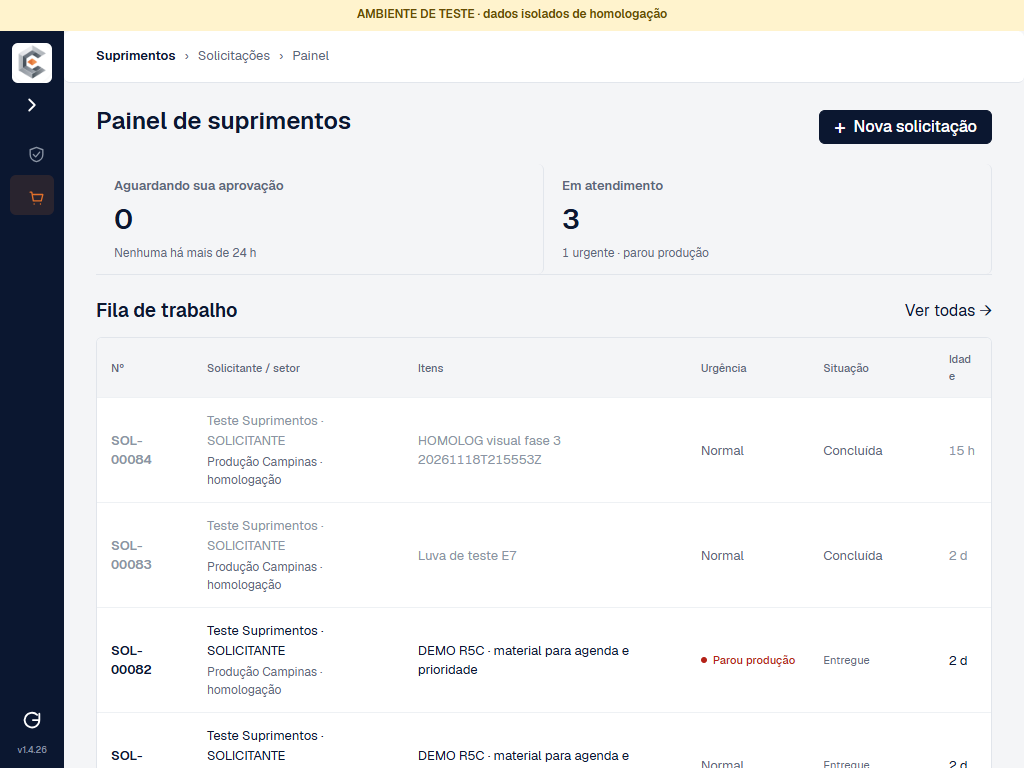 AMBIENTE DE TESTE · dados isolados de homologação
Suprimentos › Solicitações › Painel
Painel de suprimentos
+ Nova solicitação
Aguardando sua aprovação
0
Nenhuma há mais de 24 h
Em atendimento
3
1 urgente · parou produção
Fila de trabalho
Ver todas →
Nº
Solicitante / setor
Itens
Urgência
Situação
Idad
e
SOL-
00084
Teste Suprimentos ·
SOLICITANTE
Produção Campinas ·
homologação
HOMOLOG visual fase 3
20261118T215553Z
Normal
Concluída
15 h
SOL-
00083
Teste Suprimentos ·
SOLICITANTE
Produção Campinas ·
homologação
Luva de teste E7
Normal
Concluída
2 d
SOL-
00082
Teste Suprimentos ·
SOLICITANTE
Produção Campinas ·
homologação
DEMO R5C · material para agenda e
prioridade
Parou produção
Entregue
2 d
SOL-
Teste Suprimentos ·
SOLICITANTE
DEMO R5C · material para agenda e
Normal
Entregue
2 d
v1.4.26